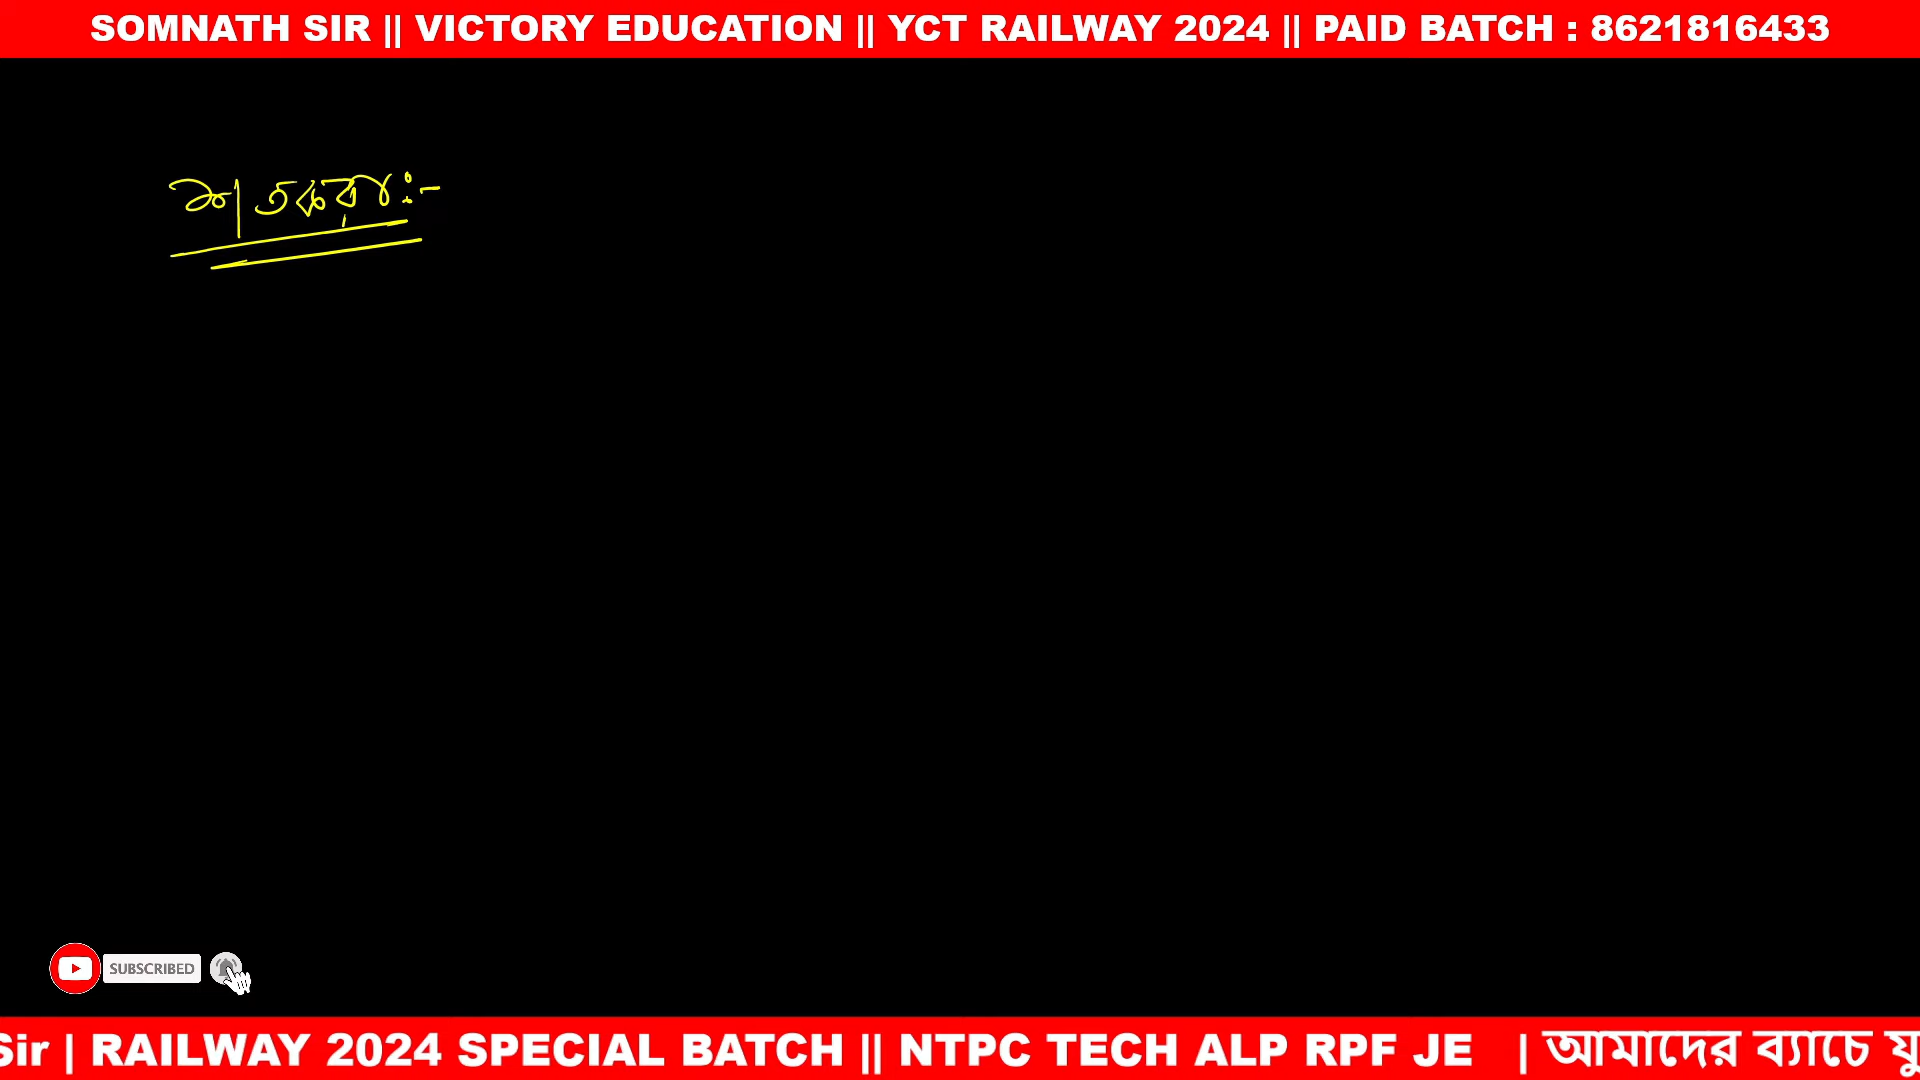 SOMNATH SIR || VICTORY EDUCATION || YCT RAILWAY 2024 || PAID BATCH : 8621816433
শতকরা:-
SUBSCRIBED
Sir | RAILWAY 2024 SPECIAL BATCH || NTPC TECH ALP RPF JE | আমাদের ব্যাচে যু